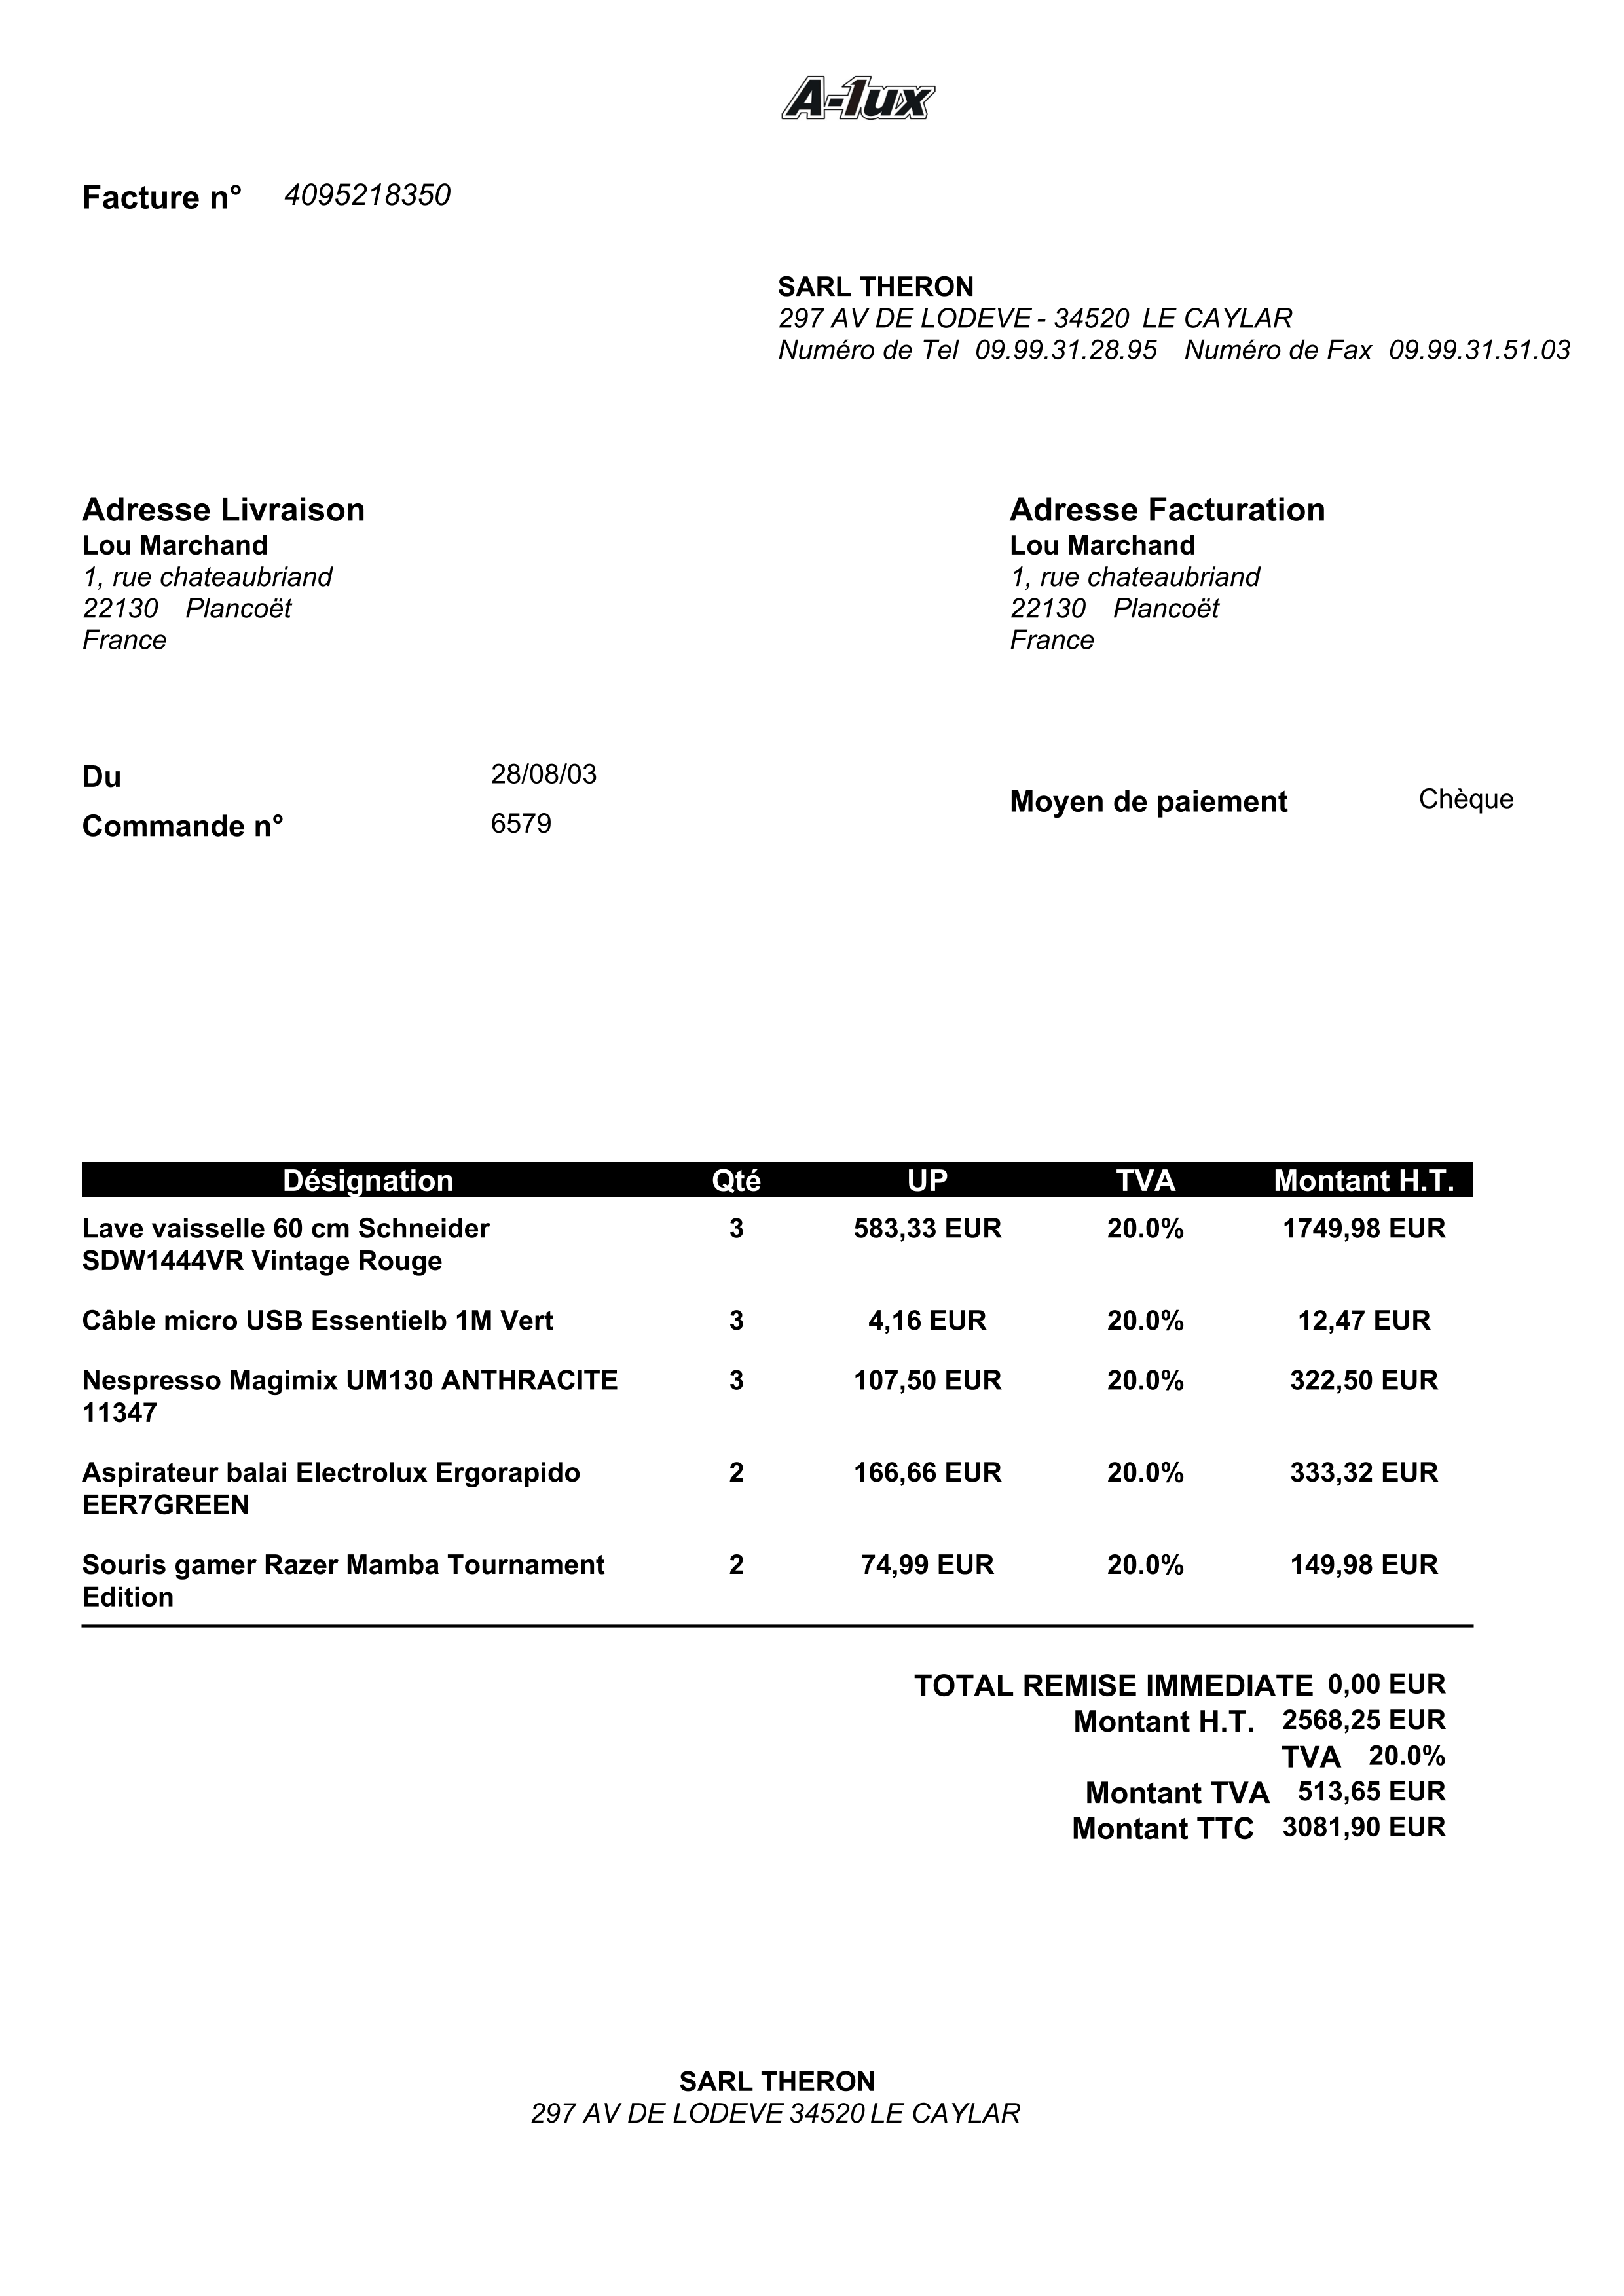 A-1ux
Facture n° 4095218350
SARL THERON
297 AV DE LODEVE - 34520 LE CAYLAR
Numéro de Tel 09.99.31.28.95 Numéro de Fax 09.99.31.51.03
Adresse Livraison
Lou Marchand
1, rue chateaubriand
22130 Plancoët
France
Adresse Facturation
Lou Marchand
1, rue chateaubriand
22130 Plancoët
France
Du 28/08/03
Commande n° 6579
Moyen de paiement Chèque
Désignation Qté UP TVA Montant H.T.
Lave vaisselle 60 cm Schneider 3 583,33 EUR 20.0% 1749,98 EUR
SDW1444VR Vintage Rouge
Câble micro USB Essentielb 1M Vert 3 4,16 EUR 20.0% 12,47 EUR
Nespresso Magimix UM130 ANTHRACITE 3 107,50 EUR 20.0% 322,50 EUR
11347
Aspirateur balai Electrolux Ergorapido 2 166,66 EUR 20.0% 333,32 EUR
EER7GREEN
Souris gamer Razer Mamba Tournament 2 74,99 EUR 20.0% 149,98 EUR
Edition
TOTAL REMISE IMMEDIATE 0,00 EUR
Montant H.T. 2568,25 EUR
TVA 20.0%
Montant TVA 513,65 EUR
Montant TTC 3081,90 EUR
SARL THERON
297 AV DE LODEVE 34520 LE CAYLAR